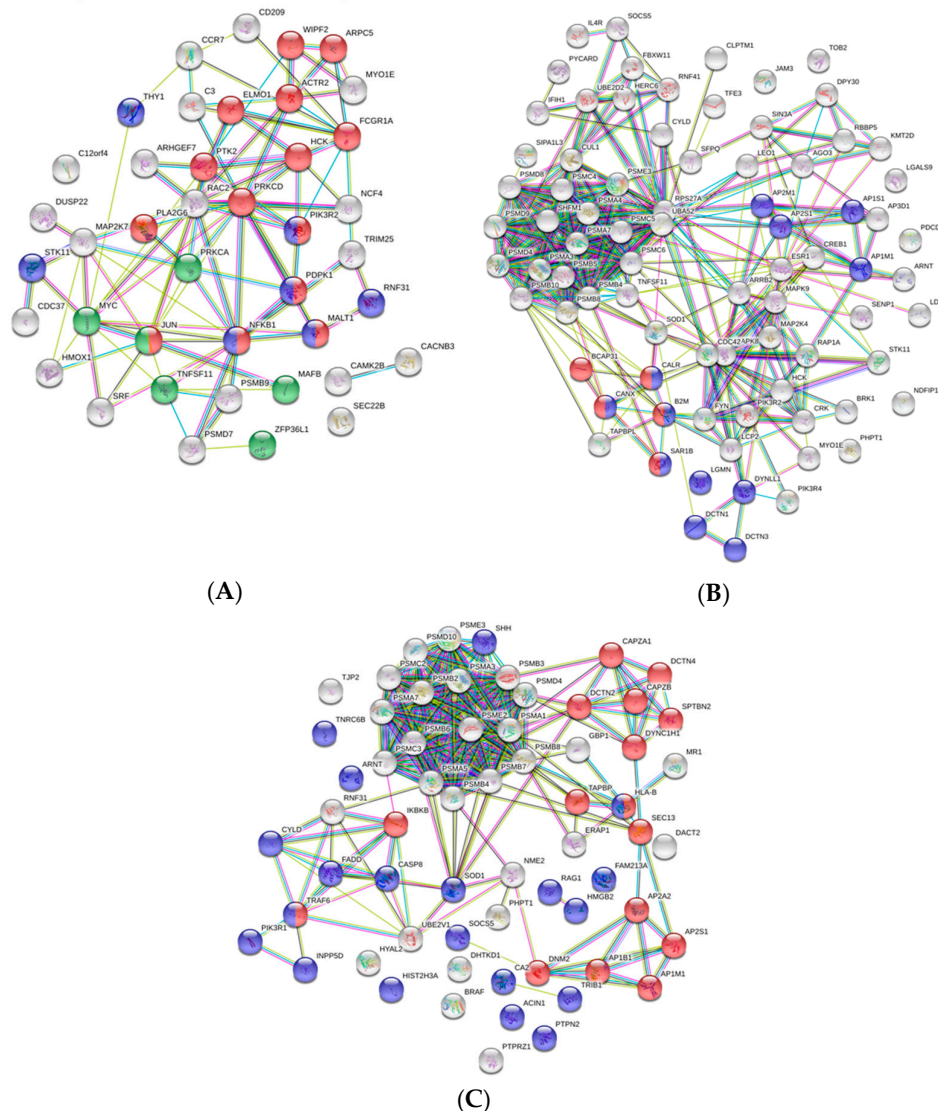 CD209
WIPF2
ARPC5
CCR7
MYO1E
C3
ACTR2
THY1
ELMO1
FCGR1A
ARHGEF7
PTK2
HCK
C12orf4
RAC2
PRKCD
NCF4
DUSP22
PLA2G6
PIK3R2
MAP2K7
TRIM25
STK11
PRKCA
PDPK1
RNF31
CDC37
MYC
JUN
NFKB1
MALT1
HMOX1
CACNB3
TNFSF11
PSMB9
MAFB
CAMK2B
SRF
SEC22B
PSMD7
ZFP36L1
(A)
IL4R
SOCS5
CLPTM1
TOB2
PYCARD
FBXW11
RNF41
JAM3
UBE2D2
HERC6
TFE3
DPY30
IFIH1
SIN3A
CYLD
RBBP5
KMT2D
SIPA1L3
CUL1
SFPQ
LEO1
AGO3
PSMD8
PSMC4
PSME3
LGALS9
PSMD9
SHFM1
PSMA4
RPS27A
UBA52
AP2M1
AP1S1
AP3D1
PSMA7
PSMC5
AP2S1
PDCD
PSMD4
PSMA3
PSMC6
ESR1
CREB1
AP1M1
ARNT
PSMB5
PSMB10
PSMB4
TNFSF11
ARRB2
MAPK9
PSMB8
SENP1
LD
SOD1
MAP2K4
CDC42
APK8
RAP1A
STK11
BCAP31
CALR
HCK
CANX
B2M
FYN
PIK3R2
CRK
BRK1
NDFIP1
TAPBPL
LCP2
MYO1E
PHPT1
SAR1B
LGMN
DYNLL1
PIK3R4
DCTN1
DCTN3
(B)
PSME3
SHH
PSMD10
CAPZA1
PSMC2
PSMA3
PSMB3
DCTN4
TJP2
PSMB2
PSMD4
DCTN2
CAPZB
PSMA7
SPTBN2
TNRC6B
PSME2
PSMA1
DYNC1H1
PSMB6
GBP1
PSMC3
PSMB8
MR1
ARNT
PSMA5
PSMB7
HLA-B
PSMB4
TAPBP
RNF31
IKBKB
SEC13
CYLD
ERAP1
DACT2
FADD
CASP8
SOD1
NME2
FAM213A
RAG1
HMGB2
TRAF6
PHPT1
AP2A2
UBE2V1
SOCS5
PIK3R1
AP2S1
INPP5D
HYAL2
DHTKD1
DNM2
AP1B1
CA2
AP1M1
HIST2H3A
TRIB1
BRAF
ACIN1
PTPN2
PTPRZ1
(C)